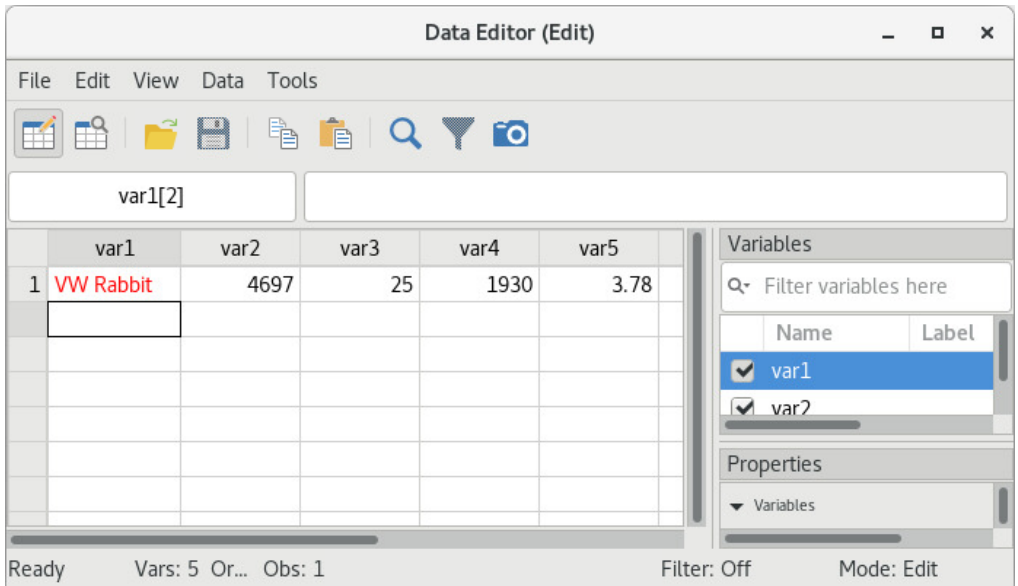 Data Editor (Edit)
File Edit View Data Tools
var1[2]
var1 var2 var3 var4 var5
1 VW Rabbit 4697 25 1930 3.78
Variables
Filter variables here
Name Label
var1
var2
Properties
Variables
Ready Vars: 5 Or... Obs: 1 Filter: Off Mode: Edit